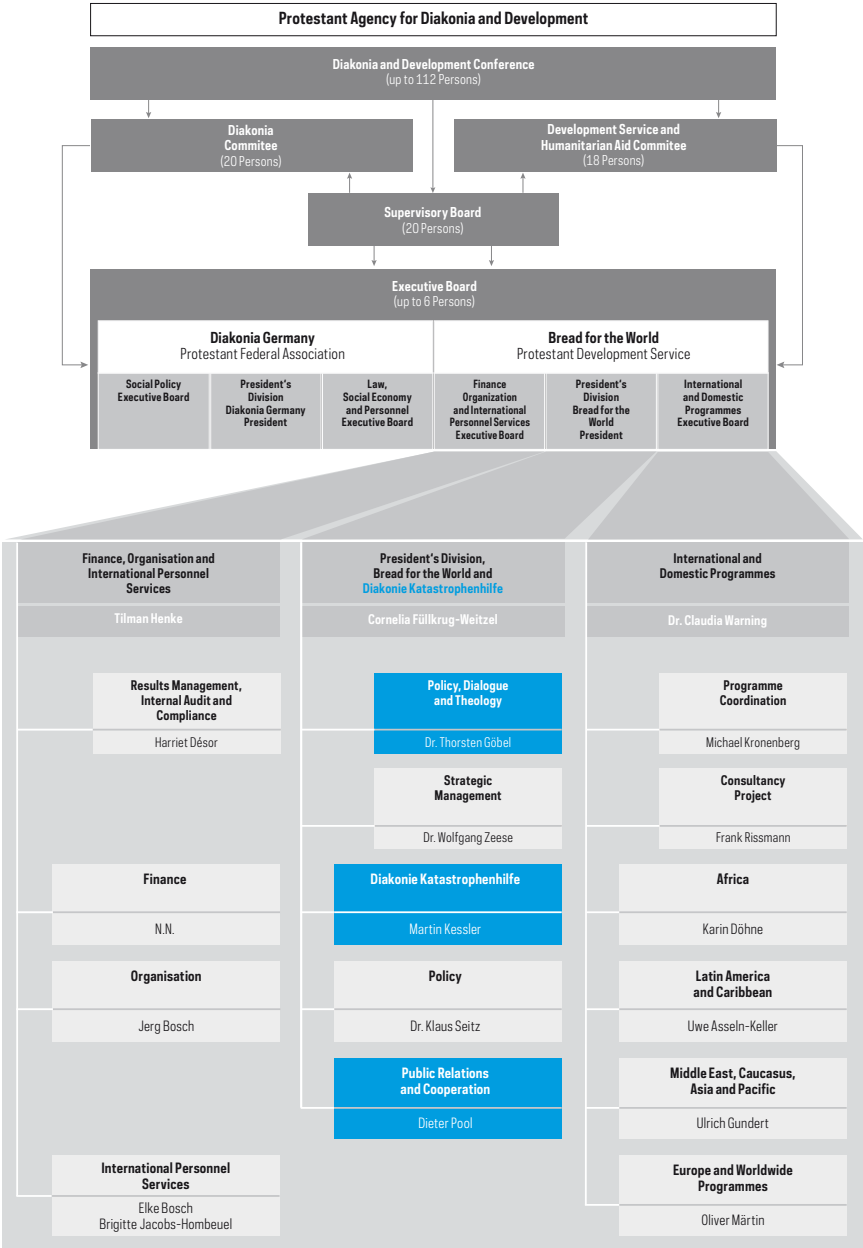 Protestant Agency for Diakonia and Development
Diakonia and Development Conference
(up to 112 Persons)
Diakonia
Commitee
(20 Persons)
Development Service and
Humanitarian Aid Commitee
(18 Persons)
Supervisory Board
(20 Persons)
Executive Board
(up to 6 Persons)
Diakonia Germany
Protestant Federal Association
Bread for the World
Protestant Development Service
Social Policy
Executive Board
President's
Division
Diakonia Germany
President
Law,
Social Economy
and Personnel
Executive Board
Finance
Organization
and International
Personnel Services
Executive Board
President's
Division
Bread for the
World
President
International
and Domestic
Programmes
Executive Board
Finance, Organisation and
International Personnel
Services
Tilman Henke
President's Division,
Bread for the World and
Diakonie Katastrophenhilfe
Cornelia Füllkrug-Weitzel
International and
Domestic Programmes
Dr. Claudia Warning
Results Management,
Internal Audit and
Compliance
Harriet Désor
Policy, Dialogue
and Theology
Dr. Thorsten Göbel
Programme
Coordination
Michael Kronenberg
Strategic
Management
Dr. Wolfgang Zeese
Consultancy
Project
Frank Rissmann
Finance
N.N.
Diakonie Katastrophenhilfe
Martin Kessler
Africa
Karin Döhne
Organisation
Jerg Bosch
Policy
Dr. Klaus Seitz
Latin America
and Caribbean
Uwe Asseln-Keller
Public Relations
and Cooperation
Dieter Pool
Middle East, Caucasus,
Asia and Pacific
Ulrich Gundert
International Personnel
Services
Elke Bosch
Brigitte Jacobs-Hombeuel
Europe and Worldwide
Programmes
Oliver Märtin